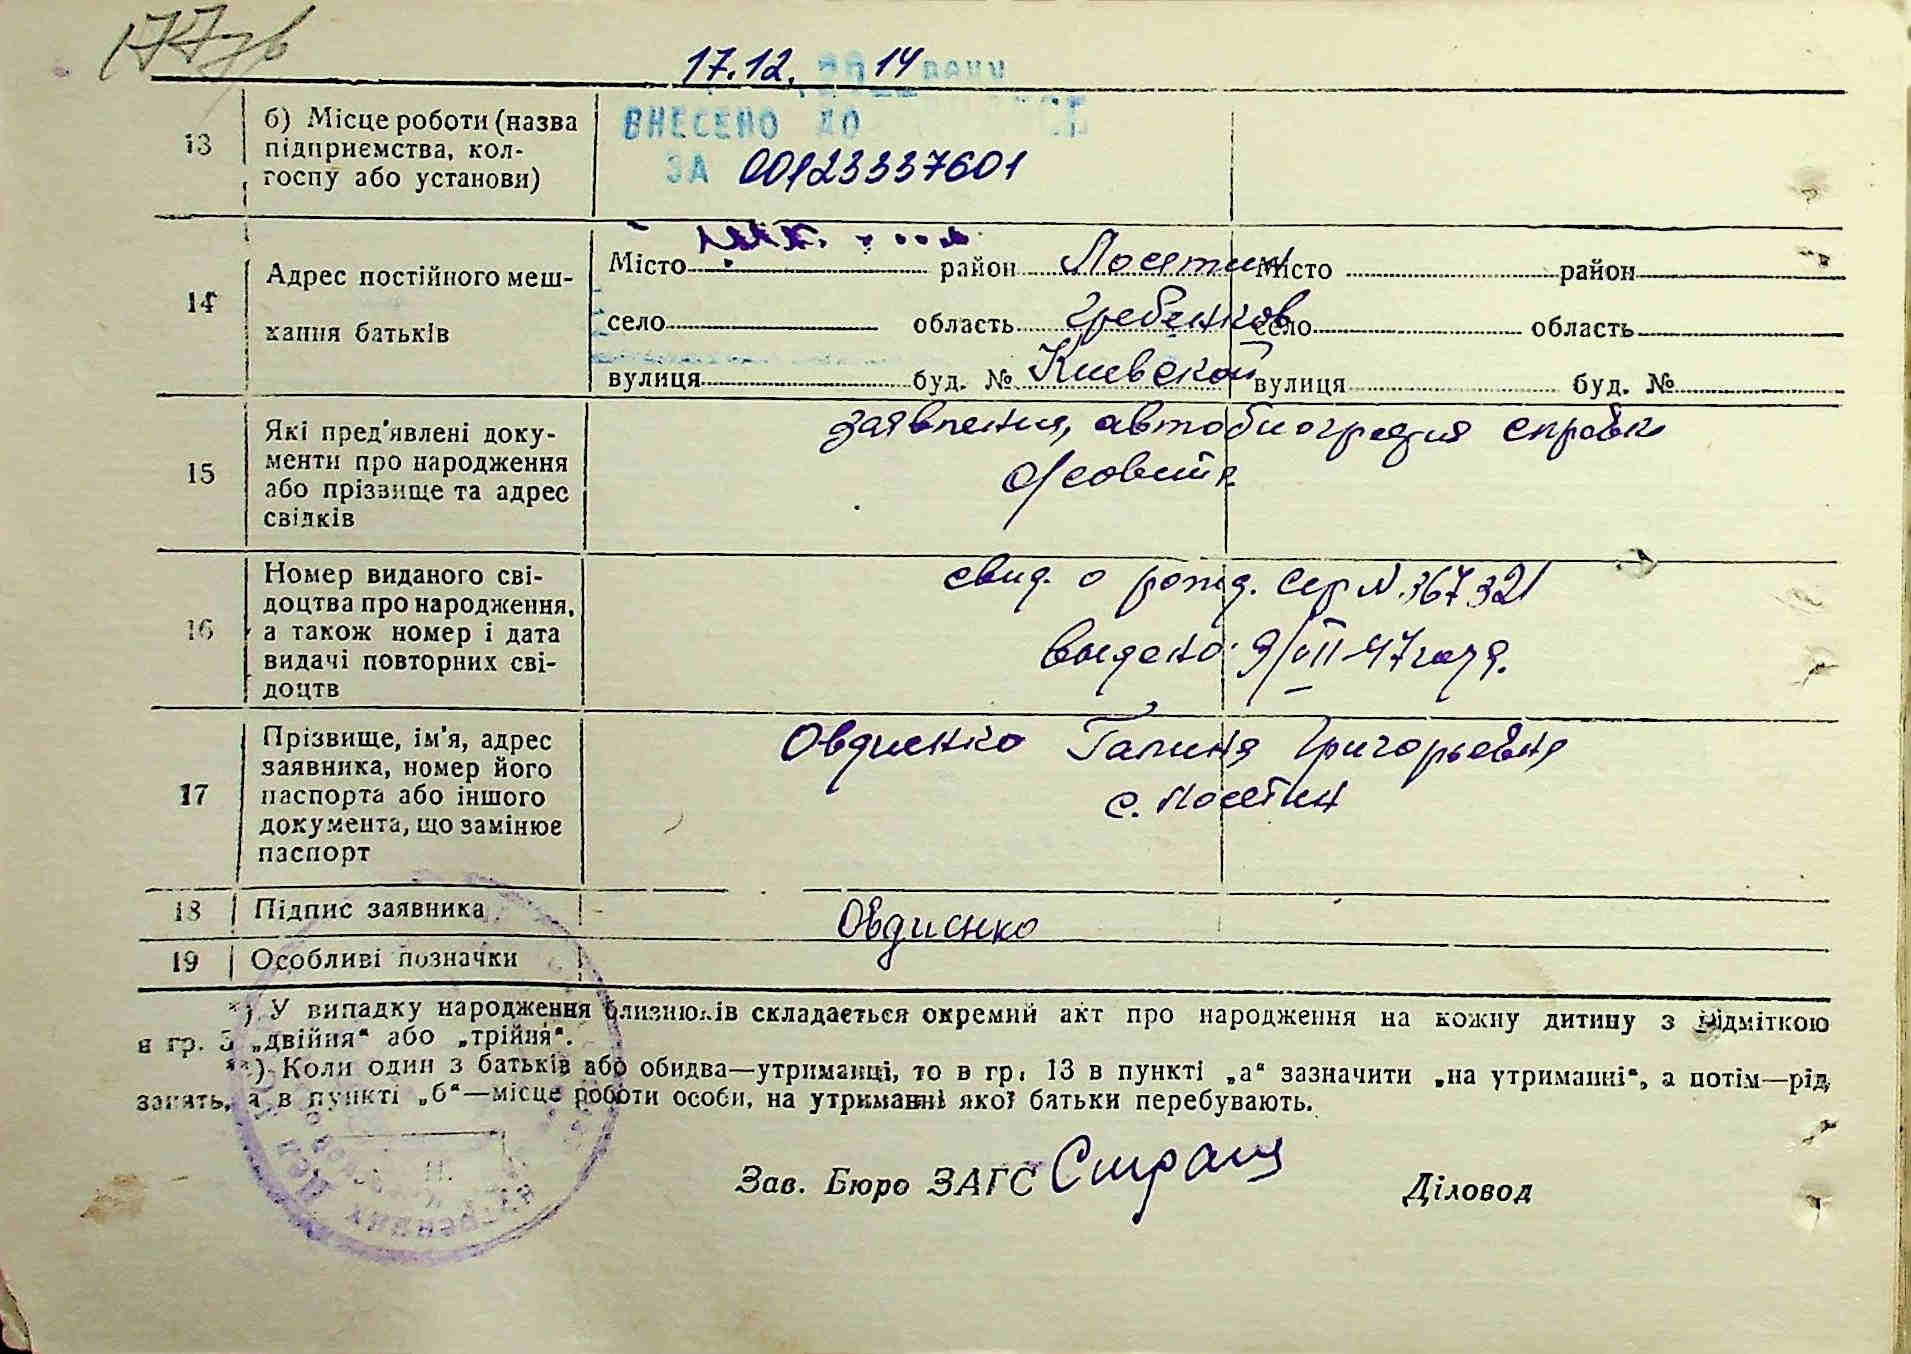 177зв
17.12. 20 14
ВНЕСЕНО ДО
ЗА 00123337601
13 б) Місце роботи (назва
підприємства, кол-
госпу або установи)
14 Адрес постійного меш-
кання батьків
Місто район Лосятин Місто район
село область Гребенков село область
вулиця буд. № Киевской вулиця буд. №
15 Які пред'явлені доку-
менти про народження
або прізвище та адрес
свідків
заявления, автобиография справка
с/совета
16 Номер виданого сві-
доцтва про народження,
а також номер і дата
видачі повторних сві-
доцтв
свид. о рожд. сер N. 367321
выдано 9/VII-47 года.
17 Прізвище, ім'я, адрес
заявника, номер його
паспорта або іншого
документа, що замінює
паспорт
Овдиенко Галина Григорьевна
с. Лосятин
18 Підпис заявника Овдиенко
19 Особливі позначки
*) У випадку народження близнюків складається окремий акт про народження на кожну дитину з відміткою
в гр. 3 „двійня“ або „трійня“.
**) Коли один з батьків або обидва—утриманці, то в гр. 13 в пункті „а“ зазначити „на утриманні“, а потім—рід
занять, а в пункті „б“—місце роботи особи, на утриманні якої батьки перебувають.
Зав. Бюро ЗАГС Страш Діловод